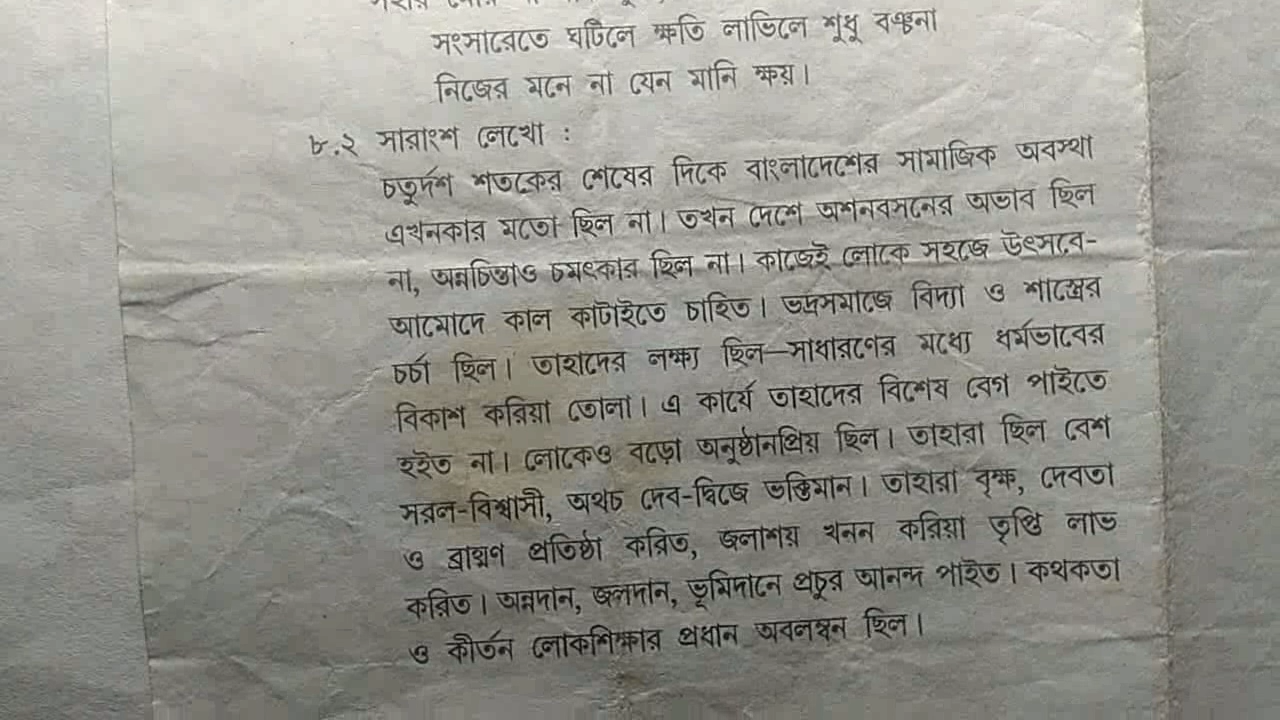 সংসারেতে ঘটিলে ক্ষতি লাভিলে শুধু বঞ্চনা
নিজের মনে না যেন মানি ক্ষয়।
৮.২ সারাংশ লেখো :
চতুর্দশ শতকের শেষের দিকে বাংলাদেশের সামাজিক অবস্থা
এখনকার মতো ছিল না। তখন দেশে অশনবসনের অভাব ছিল
না, অন্নচিন্তাও চমৎকার ছিল না। কাজেই লোকে সহজে উৎসবে-
আমোদে কাল কাটাইতে চাহিত। ভদ্রসমাজে বিদ্যা ও শাস্ত্রের
চর্চা ছিল। তাহাদের লক্ষ্য ছিল—সাধারণের মধ্যে ধর্মভাবের
বিকাশ করিয়া তোলা। এ কার্যে তাহাদের বিশেষ বেগ পাইতে
হইত না। লোকেও বড়ো অনুষ্ঠানপ্রিয় ছিল। তাহারা ছিল বেশ
সরল-বিশ্বাসী, অথচ দেব-দ্বিজে ভক্তিমান। তাহারা বৃক্ষ, দেবতা
ও ব্রাহ্মণ প্রতিষ্ঠা করিত, জলাশয় খনন করিয়া তৃপ্তি লাভ
করিত। অন্নদান, জলদান, ভূমিদানে প্রচুর আনন্দ পাইত। কথকতা
ও কীর্তন লোকশিক্ষার প্রধান অবলম্বন ছিল।